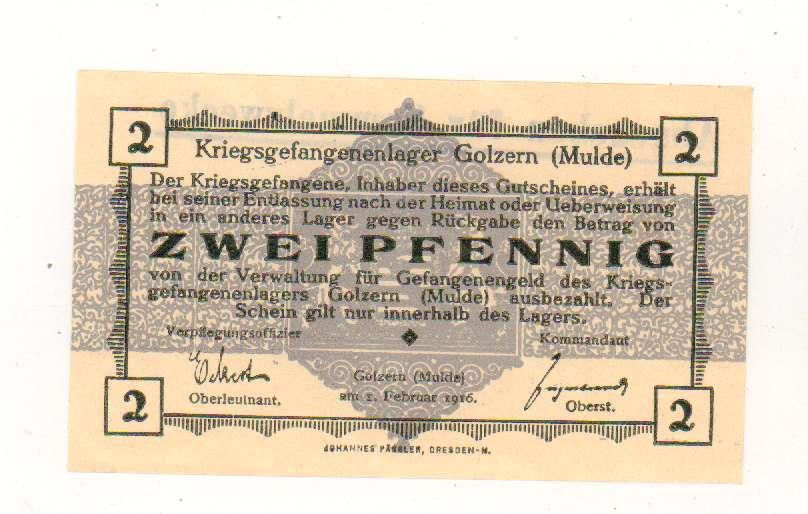 2 2
Kriegsgefangenenlager Golzern (Mulde)
Der Kriegsgefangene, Inhaber dieses Gutscheines, erhält
bei seiner Entlassung nach der Heimat oder Ueberweisung
in ein anderes Lager gegen Rückgabe den Betrag von
ZWEI PFENNIG
von der Verwaltung für Gefangenengeld des Kriegs-
gefangenenlagers Golzern (Mulde) ausbezahlt. Der
Schein gilt nur innerhalb des Lagers.
Verpflegungsoffizier Kommandant
Eckert
Oberleutnant.
Golzern (Mulde)
am 1. Februar 1916.
Oberst.
2 2
JOHANNES PÄSSLER, DRESDEN-N.